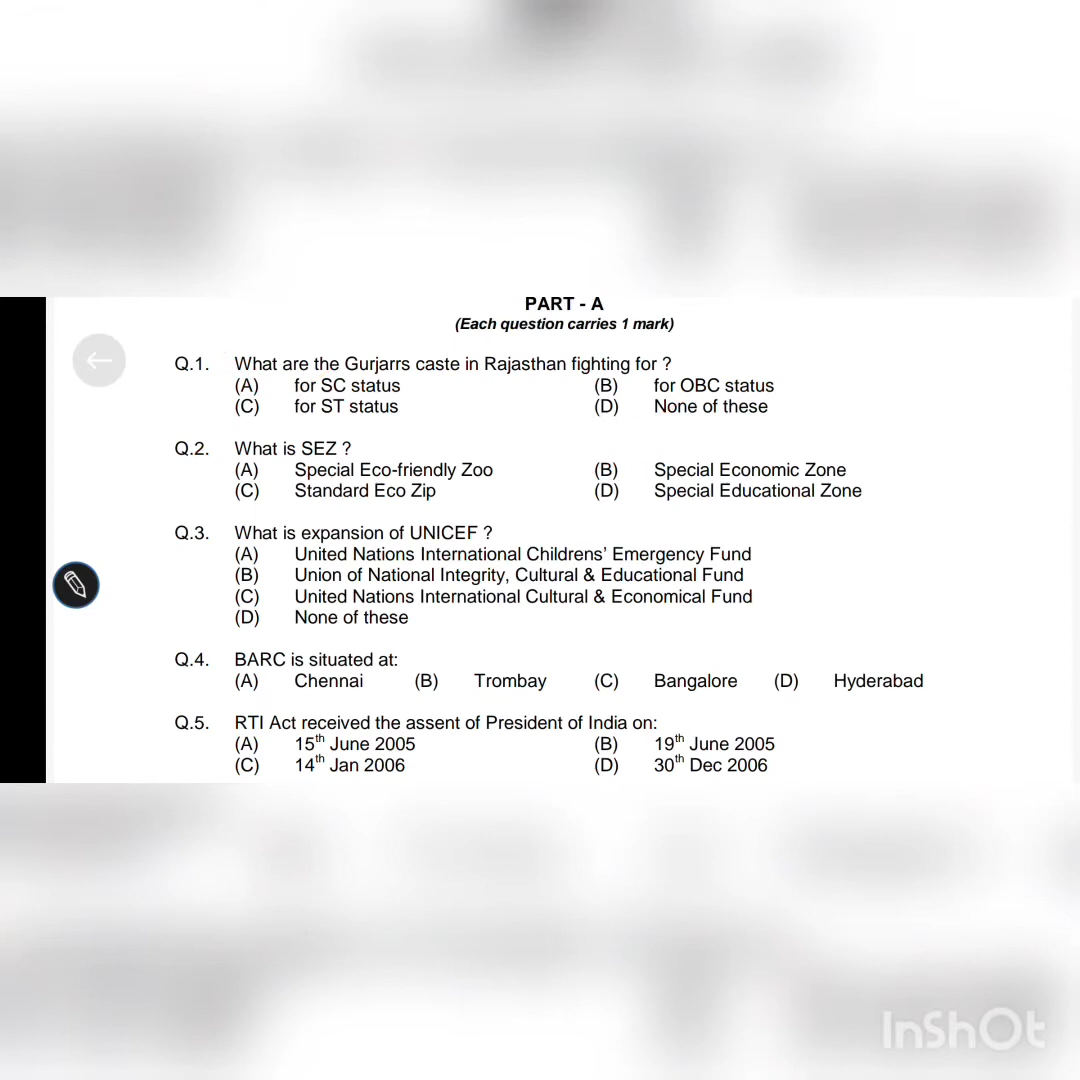 PART - A
(Each question carries 1 mark)
Q.1. What are the Gurjarrs caste in Rajasthan fighting for ?
(A) for SC status (B) for OBC status
(C) for ST status (D) None of these
Q.2. What is SEZ ?
(A) Special Eco-friendly Zoo (B) Special Economic Zone
(C) Standard Eco Zip (D) Special Educational Zone
Q.3. What is expansion of UNICEF ?
(A) United Nations International Childrens’ Emergency Fund
(B) Union of National Integrity, Cultural & Educational Fund
(C) United Nations International Cultural & Economical Fund
(D) None of these
Q.4. BARC is situated at:
(A) Chennai (B) Trombay (C) Bangalore (D) Hyderabad
Q.5. RTI Act received the assent of President of India on:
(A) 15th June 2005 (B) 19th June 2005
(C) 14th Jan 2006 (D) 30th Dec 2006
InShOt